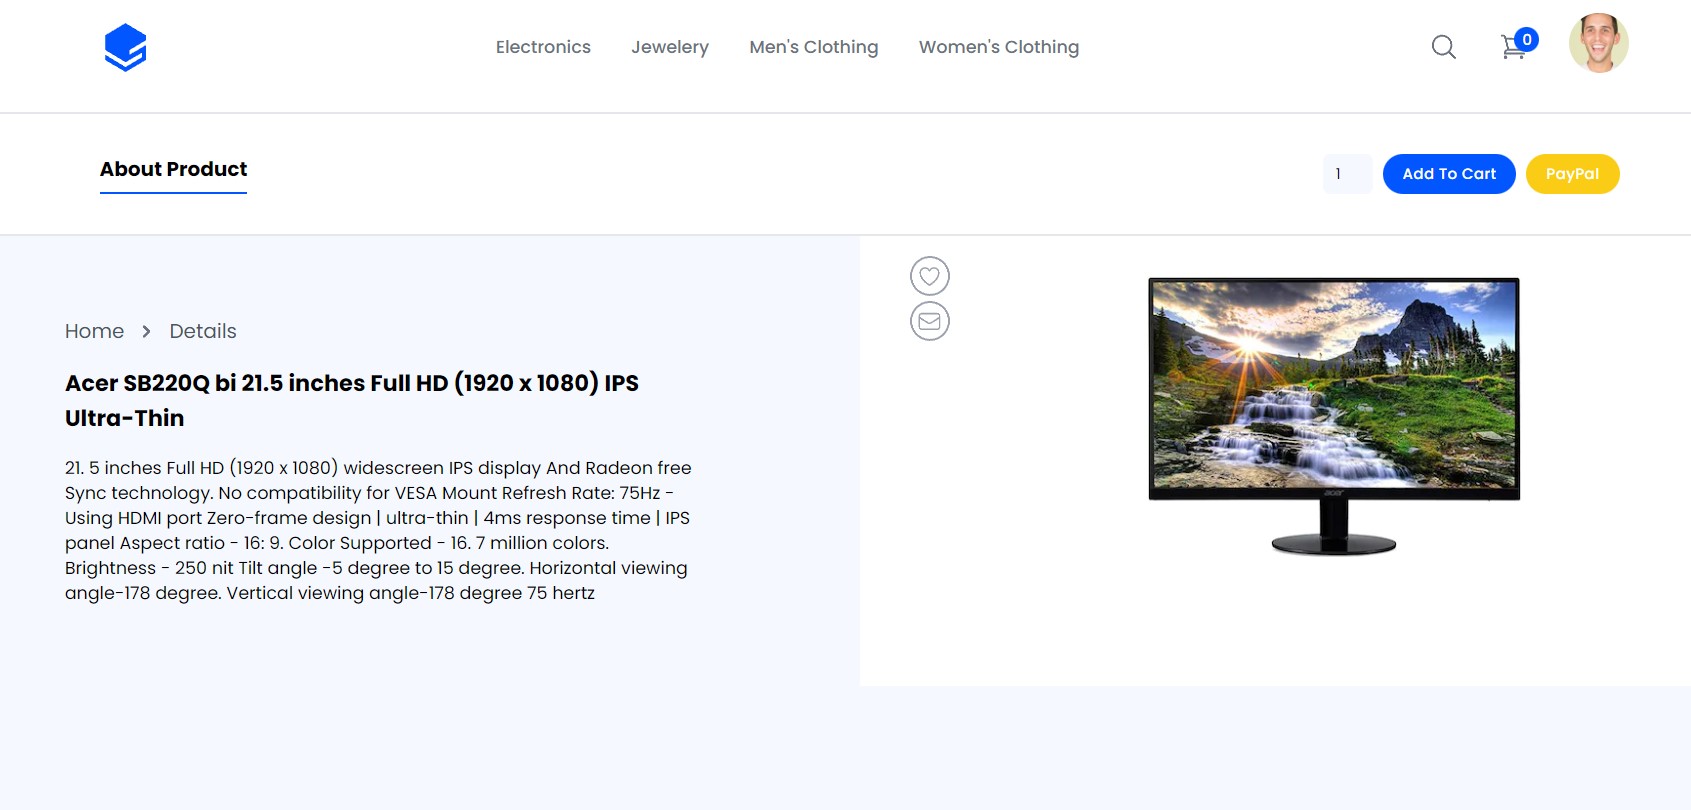 Electronics Jewelery Men's Clothing Women's Clothing 0
About Product 1 Add To Cart PayPal
Home Details
Acer SB220Q bi 21.5 inches Full HD (1920 x 1080) IPS
Ultra-Thin
21. 5 inches Full HD (1920 x 1080) widescreen IPS display And Radeon free
Sync technology. No compatibility for VESA Mount Refresh Rate: 75Hz -
Using HDMI port Zero-frame design | ultra-thin | 4ms response time | IPS
panel Aspect ratio - 16: 9. Color Supported - 16. 7 million colors.
Brightness - 250 nit Tilt angle -5 degree to 15 degree. Horizontal viewing
angle-178 degree. Vertical viewing angle-178 degree 75 hertz
acer